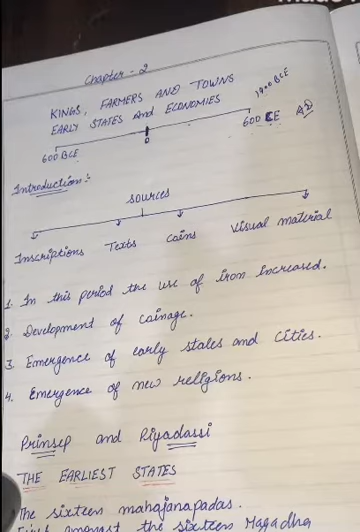 Chapter - 2
KINGS, FARMERS AND TOWNS
EARLY STATES and ECONOMIES
1900 BCE
600 BCE
0
600 CE AD
Introduction:-
sources
Inscriptions Texts Coins Visual material
1. In this period the use of iron increased.
2. Development of coinage.
3. Emergence of early states and cities.
4. Emergence of new religions.
Prinsep and Piyadassi
THE EARLIEST STATES
The sixteen mahajanapadas.
amongst the sixteen Magadha